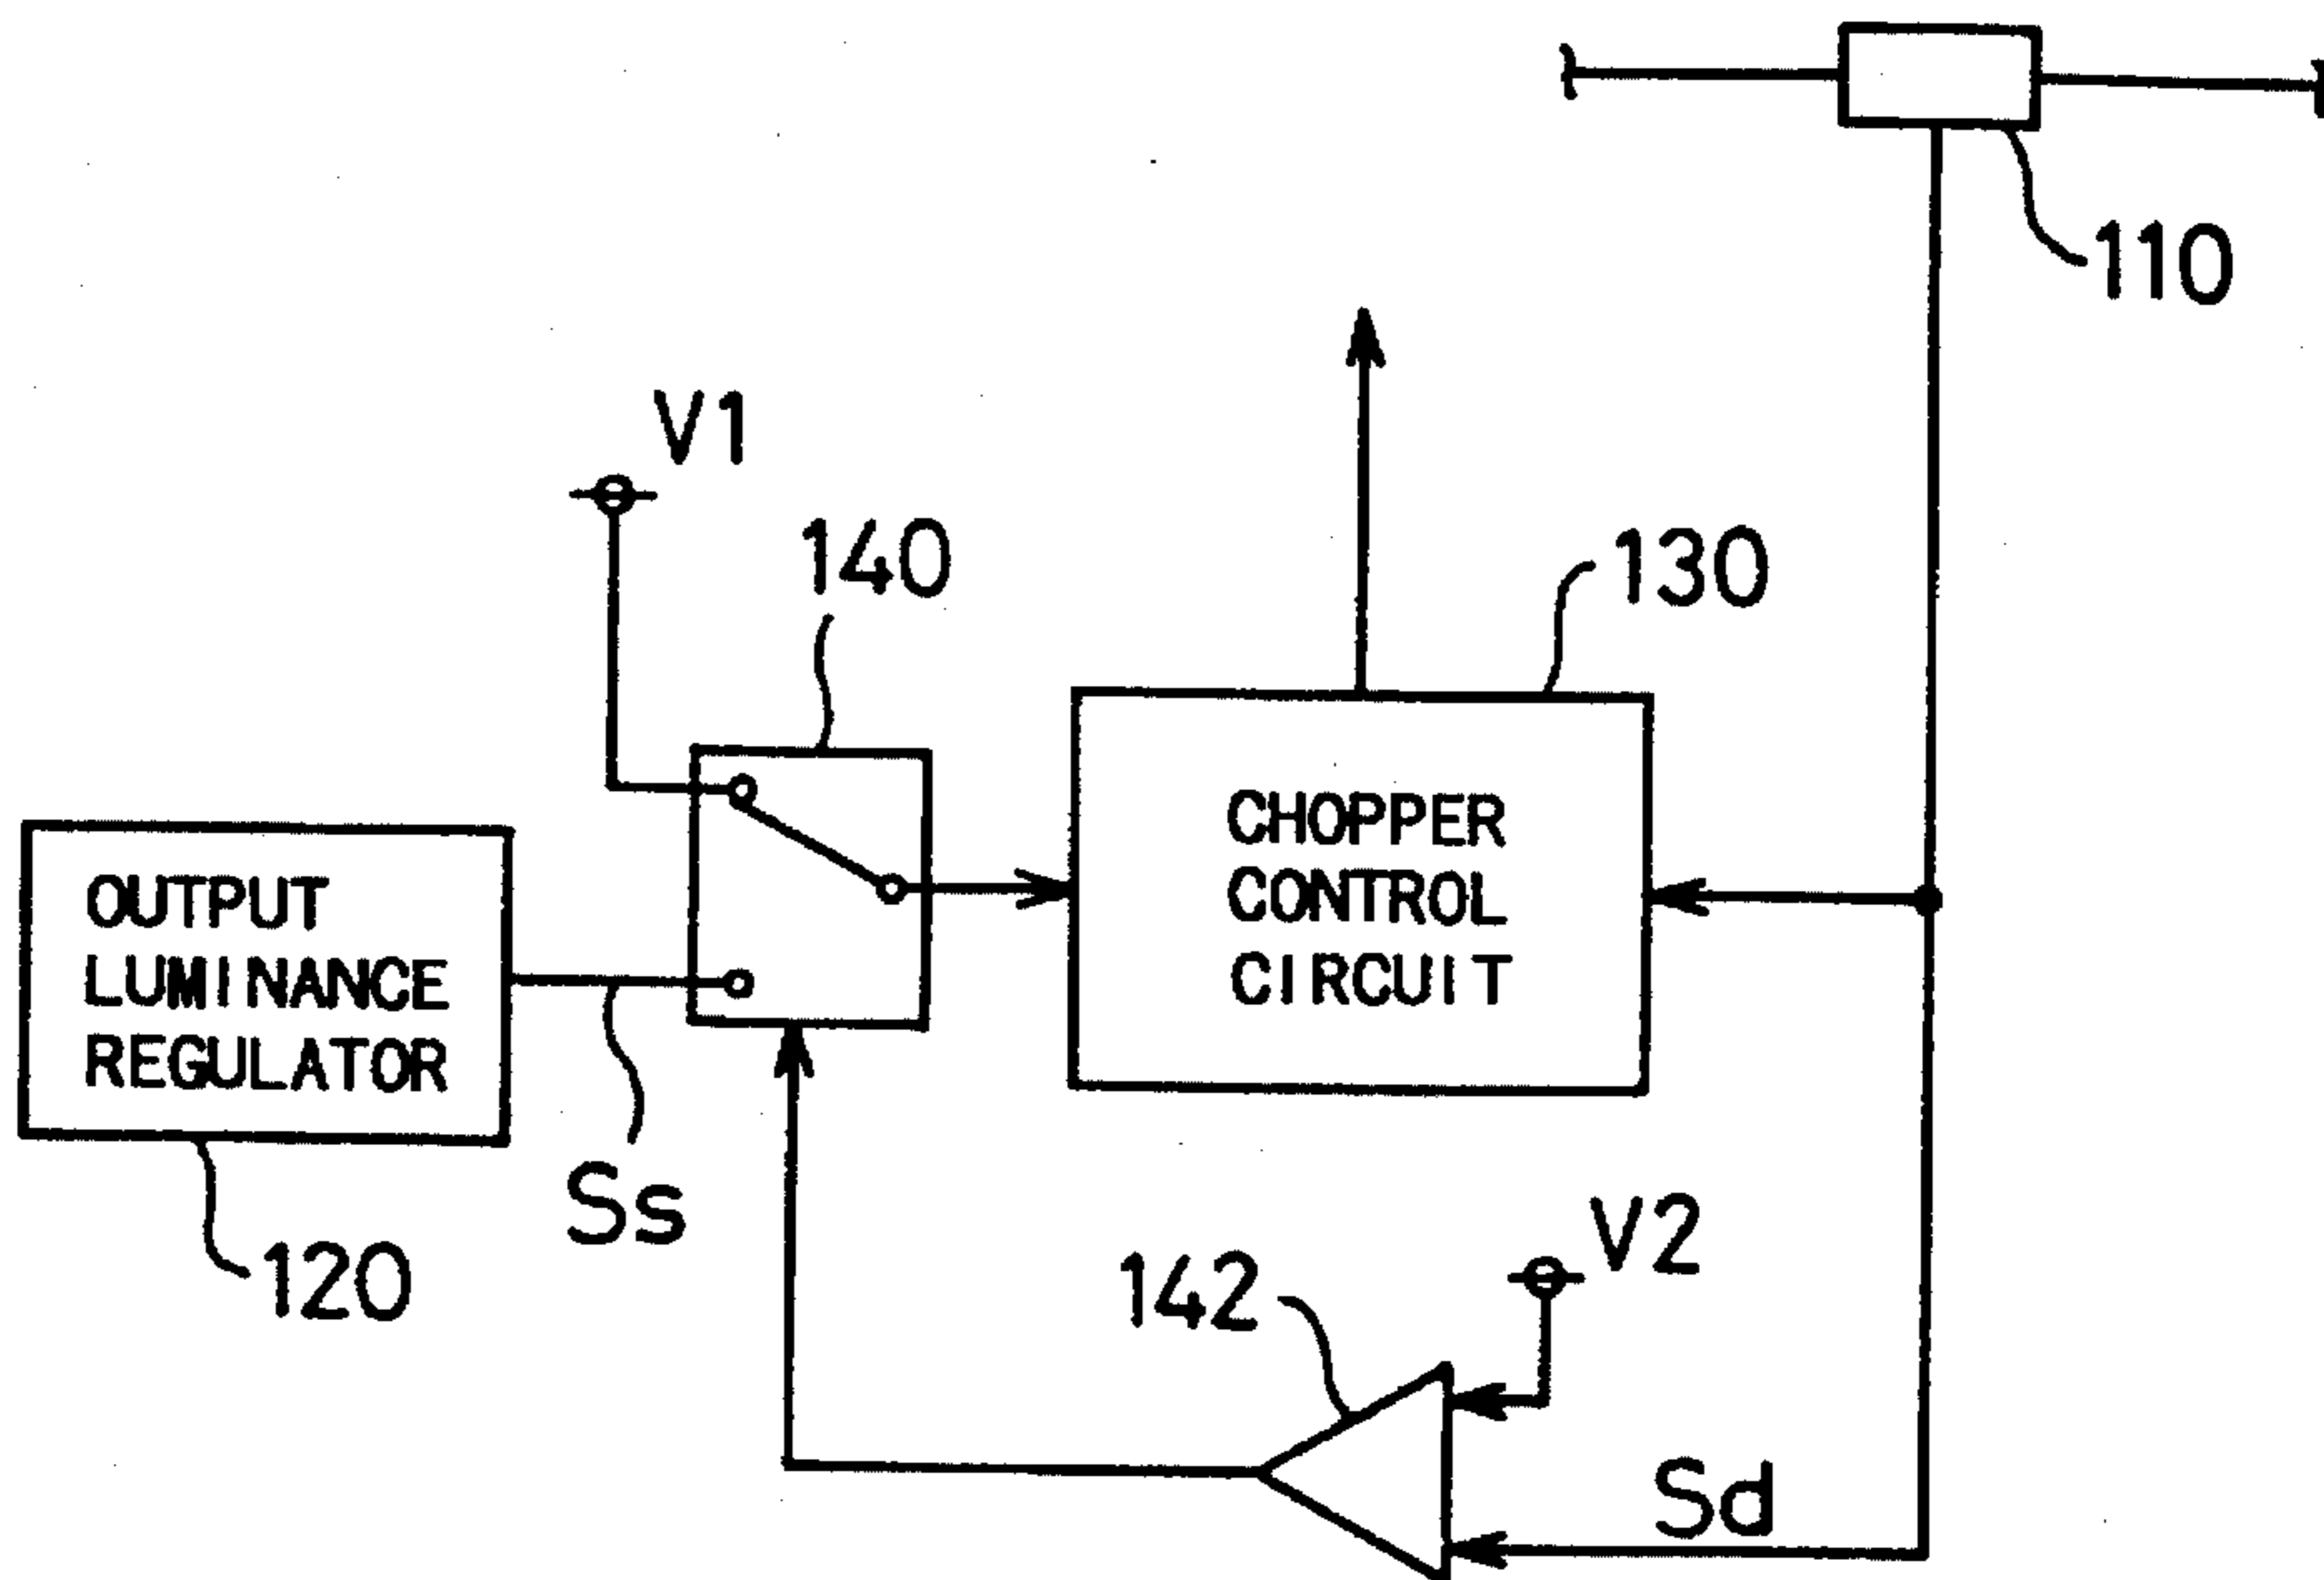 110
V1
140
130
CHOPPER
CONTROL
CIRCUIT
OUTPUT
LUMINANCE
REGULATOR
Ss
120
142
V2
Sd